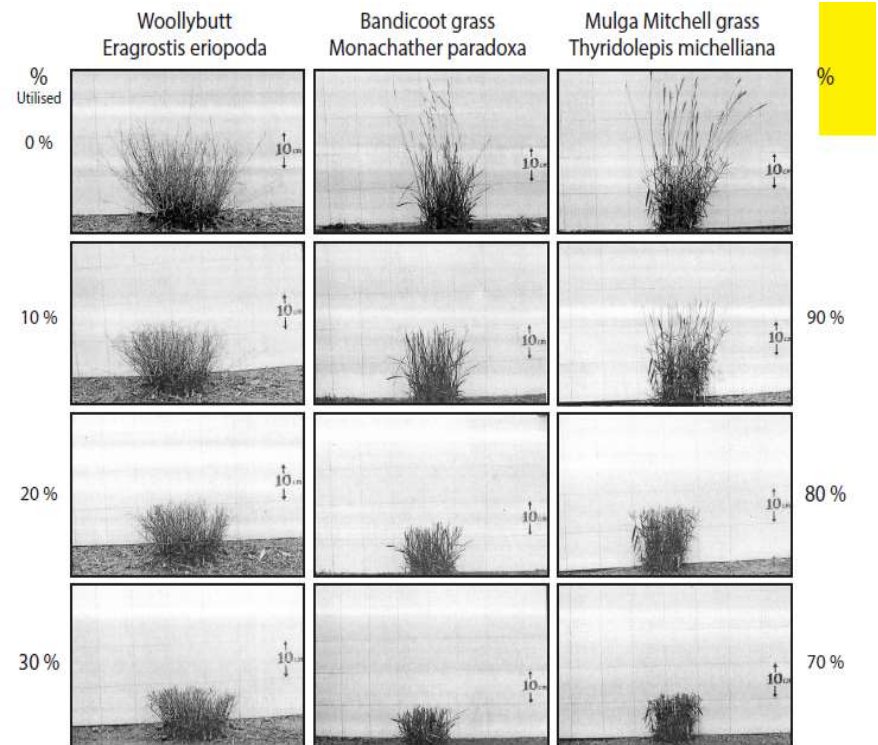 Woollybutt
Eragrostis eriopoda
Bandicoot grass
Monachather paradoxa
Mulga Mitchell grass
Thyridolepis michelliana
%
Utilised
%
0 %
10 cm
10 cm
10 cm
10 %
10 cm
10 cm
10 cm
90 %
20 %
10 cm
10 cm
10 cm
80 %
30 %
10 cm
10 cm
10 cm
70 %